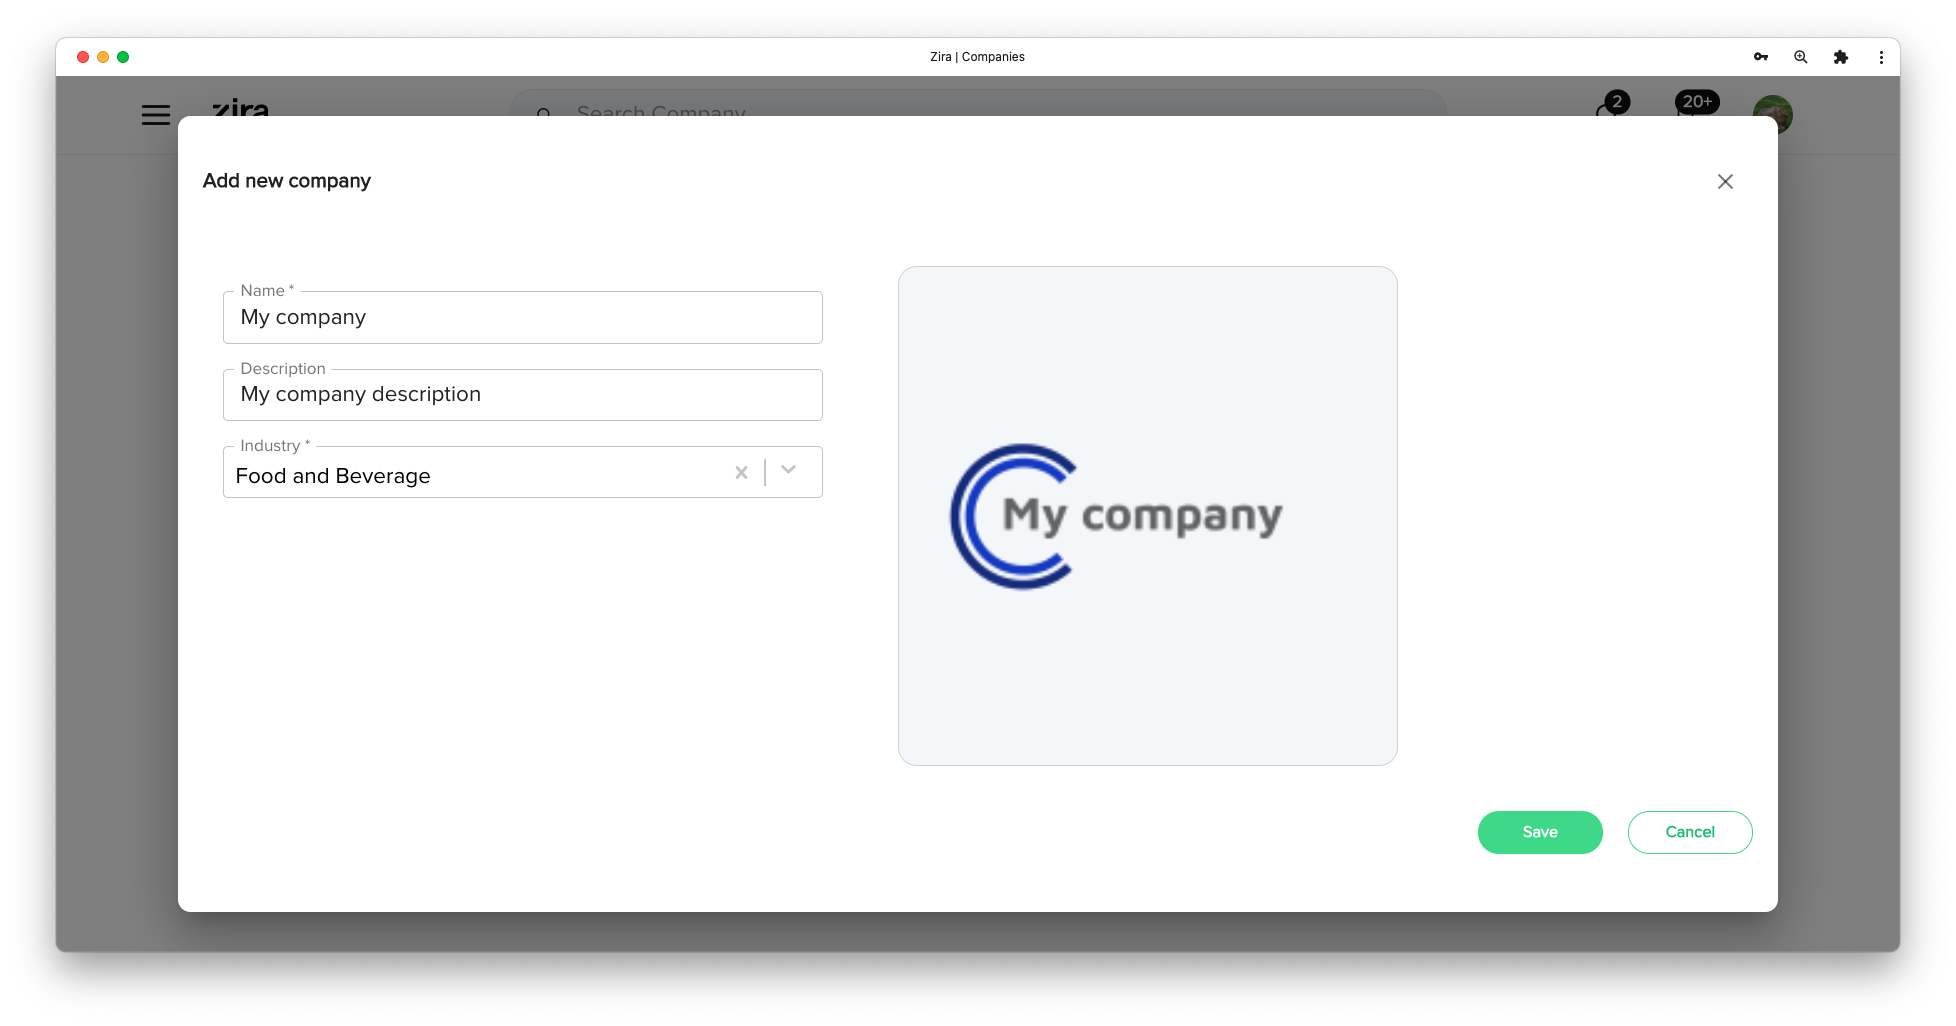 Zira | Companies
zira
Search Company
2
20+
Add new company
Name *
My company
Description
My company description
Industry *
Food and Beverage
My company
Save
Cancel